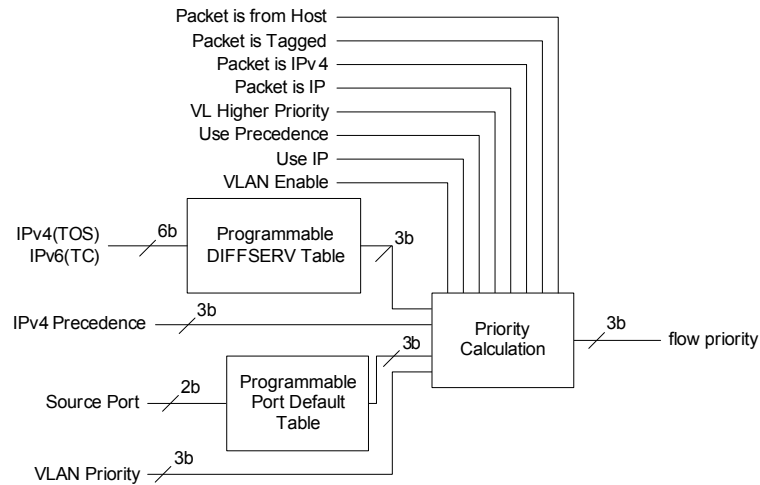 Packet is from Host
Packet is Tagged
Packet is IPv4
Packet is IP
VL Higher Priority
Use Precedence
Use IP
VLAN Enable
IPv4(TOS)
IPv6(TC)
6b
Programmable
DIFFSERV Table
3b
IPv4 Precedence
3b
Priority
Calculation
3b
flow priority
Source Port
2b
Programmable
Port Default
Table
3b
VLAN Priority
3b